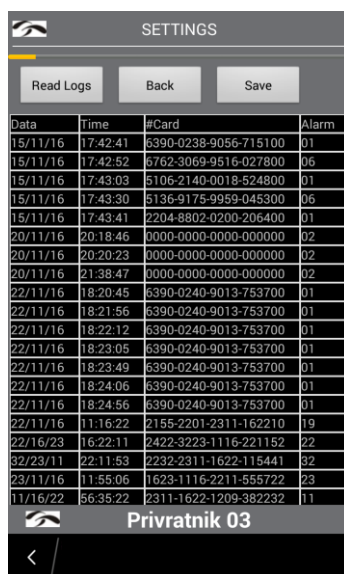 SETTINGS
Read Logs Back Save
Data Time #Card Alarm
15/11/16 17:42:41 6390-0238-9056-715100 01
15/11/16 17:42:52 6762-3069-9516-027800 06
15/11/16 17:43:03 5106-2140-0018-524800 01
15/11/16 17:43:30 5136-9175-9959-045300 06
15/11/16 17:43:41 2204-8802-0200-206400 01
20/11/16 20:18:46 0000-0000-0000-000000 02
20/11/16 20:20:23 0000-0000-0000-000000 02
20/11/16 21:38:47 0000-0000-0000-000000 02
22/11/16 18:20:45 6390-0240-9013-753700 01
22/11/16 18:21:56 6390-0240-9013-753700 01
22/11/16 18:22:12 6390-0240-9013-753700 01
22/11/16 18:23:05 6390-0240-9013-753700 01
22/11/16 18:23:49 6390-0240-9013-753700 01
22/11/16 18:24:06 6390-0240-9013-753700 01
22/11/16 18:24:56 6390-0240-9013-753700 01
22/11/16 11:16:22 2155-2201-2311-162210 19
22/16/23 16:22:11 2422-3223-1116-221152 22
32/23/11 22:11:53 2232-2311-1622-115441 32
23/11/16 11:55:06 1623-1116-2211-555722 23
11/16/22 56:35:22 2311-1622-1209-382232 11
Privratnik 03